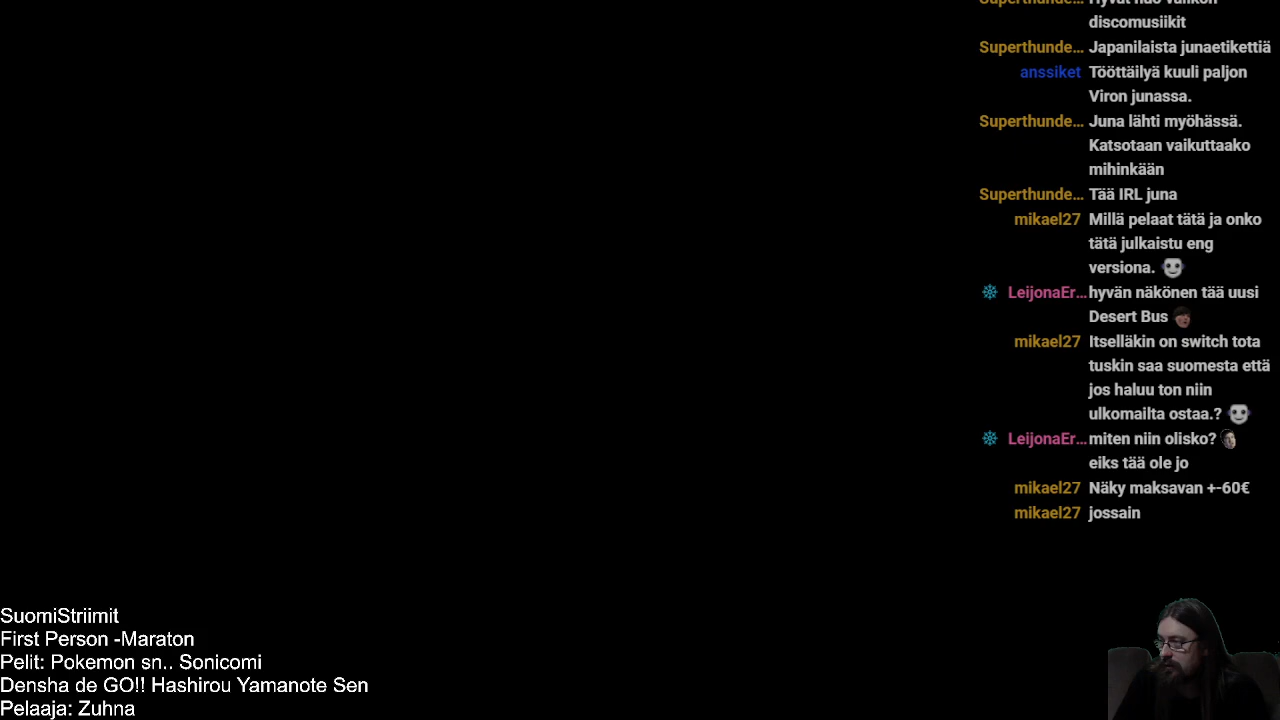 discomusiikit
Superthunde... Japanilaista junaetikettiä
anssiket Tööttäilyä kuuli paljon
Viron junassa.
Superthunde... Juna lähti myöhässä.
Katsotaan vaikuttaako
mihinkään
Superthunde... Tää IRL juna
mikael27 Millä pelaat tätä ja onko
tätä julkaistu eng
versiona.
LeijonaEr... hyvän näkönen tää uusi
Desert Bus
mikael27 Itselläkin on switch tota
tuskin saa suomesta että
jos haluu ton niin
ulkomailta ostaa.?
LeijonaEr... miten niin olisko?
eiks tää ole jo
mikael27 Näky maksavan +-60€
mikael27 jossain
SuomiStriimit
First Person -Maraton
Pelit: Pokemon sn.. Sonicomi
Densha de GO!! Hashirou Yamanote Sen
Pelaaja: Zuhna